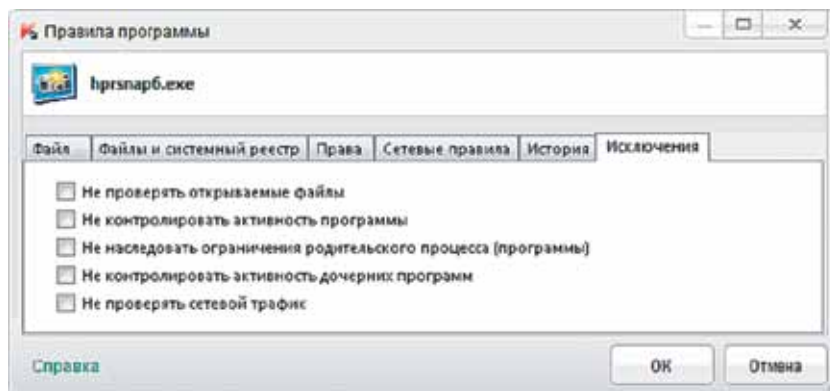 Правила программы
hprsnap6.exe
Файл Файлы и системный реестр Права Сетевые правила История Исключения
Не проверять открываемые файлы
Не контролировать активность программы
Не наследовать ограничения родительского процесса (программы)
Не контролировать активность дочерних программ
Не проверять сетевой трафик
Справка OK Отмена